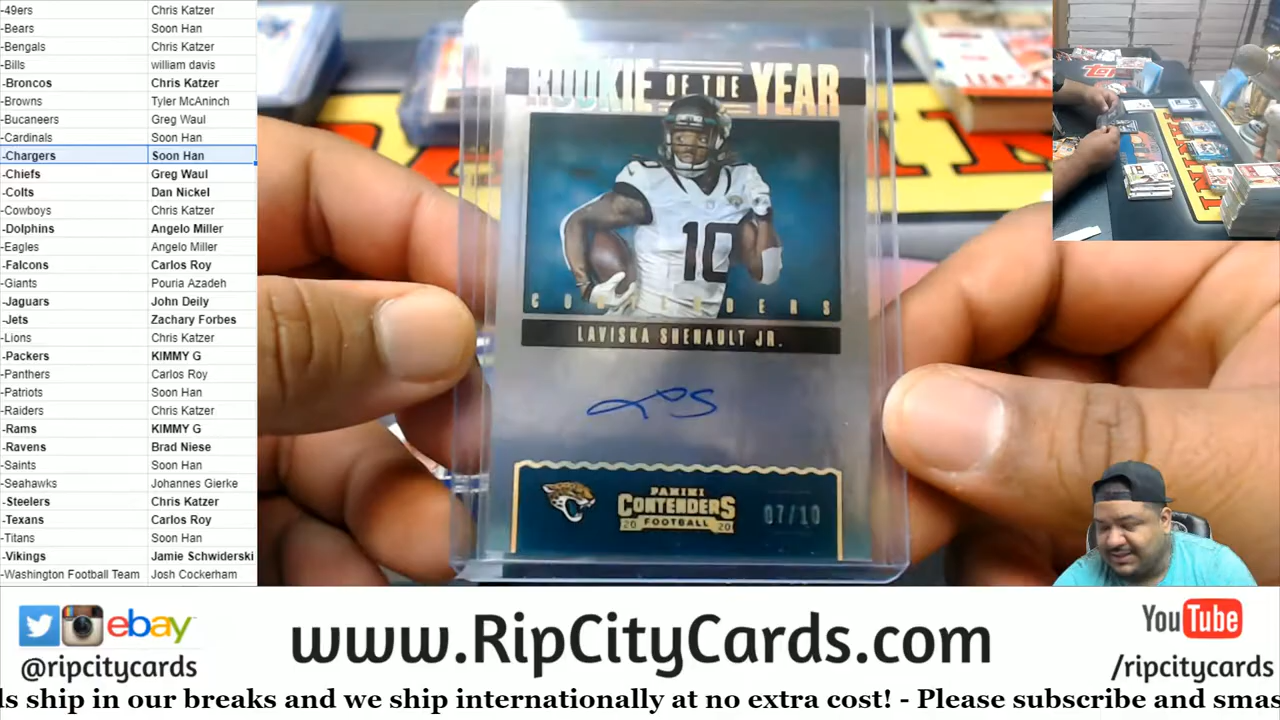 -49ers Chris Katzer
-Bears Soon Han
-Bengals Chris Katzer
-Bills william davis
-Broncos Chris Katzer
-Browns Tyler McAninch
-Bucaneers Greg Waul
-Cardinals Soon Han
-Chargers Soon Han
-Chiefs Greg Waul
-Colts Dan Nickel
-Cowboys Chris Katzer
-Dolphins Angelo Miller
-Eagles Angelo Miller
-Falcons Carlos Roy
-Giants Pouria Azadeh
-Jaguars John Deily
-Jets Zachary Forbes
-Lions Chris Katzer
-Packers KIMMY G
-Panthers Carlos Roy
-Patriots Soon Han
-Raiders Chris Katzer
-Rams KIMMY G
-Ravens Brad Niese
-Saints Soon Han
-Seahawks Johannes Gierke
-Steelers Chris Katzer
-Texans Carlos Roy
-Titans Soon Han
-Vikings Jamie Schwiderski
-Washington Football Team Josh Cockerham
ROOKIE OF THE YEAR
10
CONTENDERS
LAVISKA SHENAULT JR.
PANINI
CONTENDERS
20 FOOTBALL 20
07/10
ebay
@ripcitycards
www.RipCityCards.com
YouTube
/ripcitycards
ls ship in our breaks and we ship internationally at no extra cost! - Please subscribe and smas